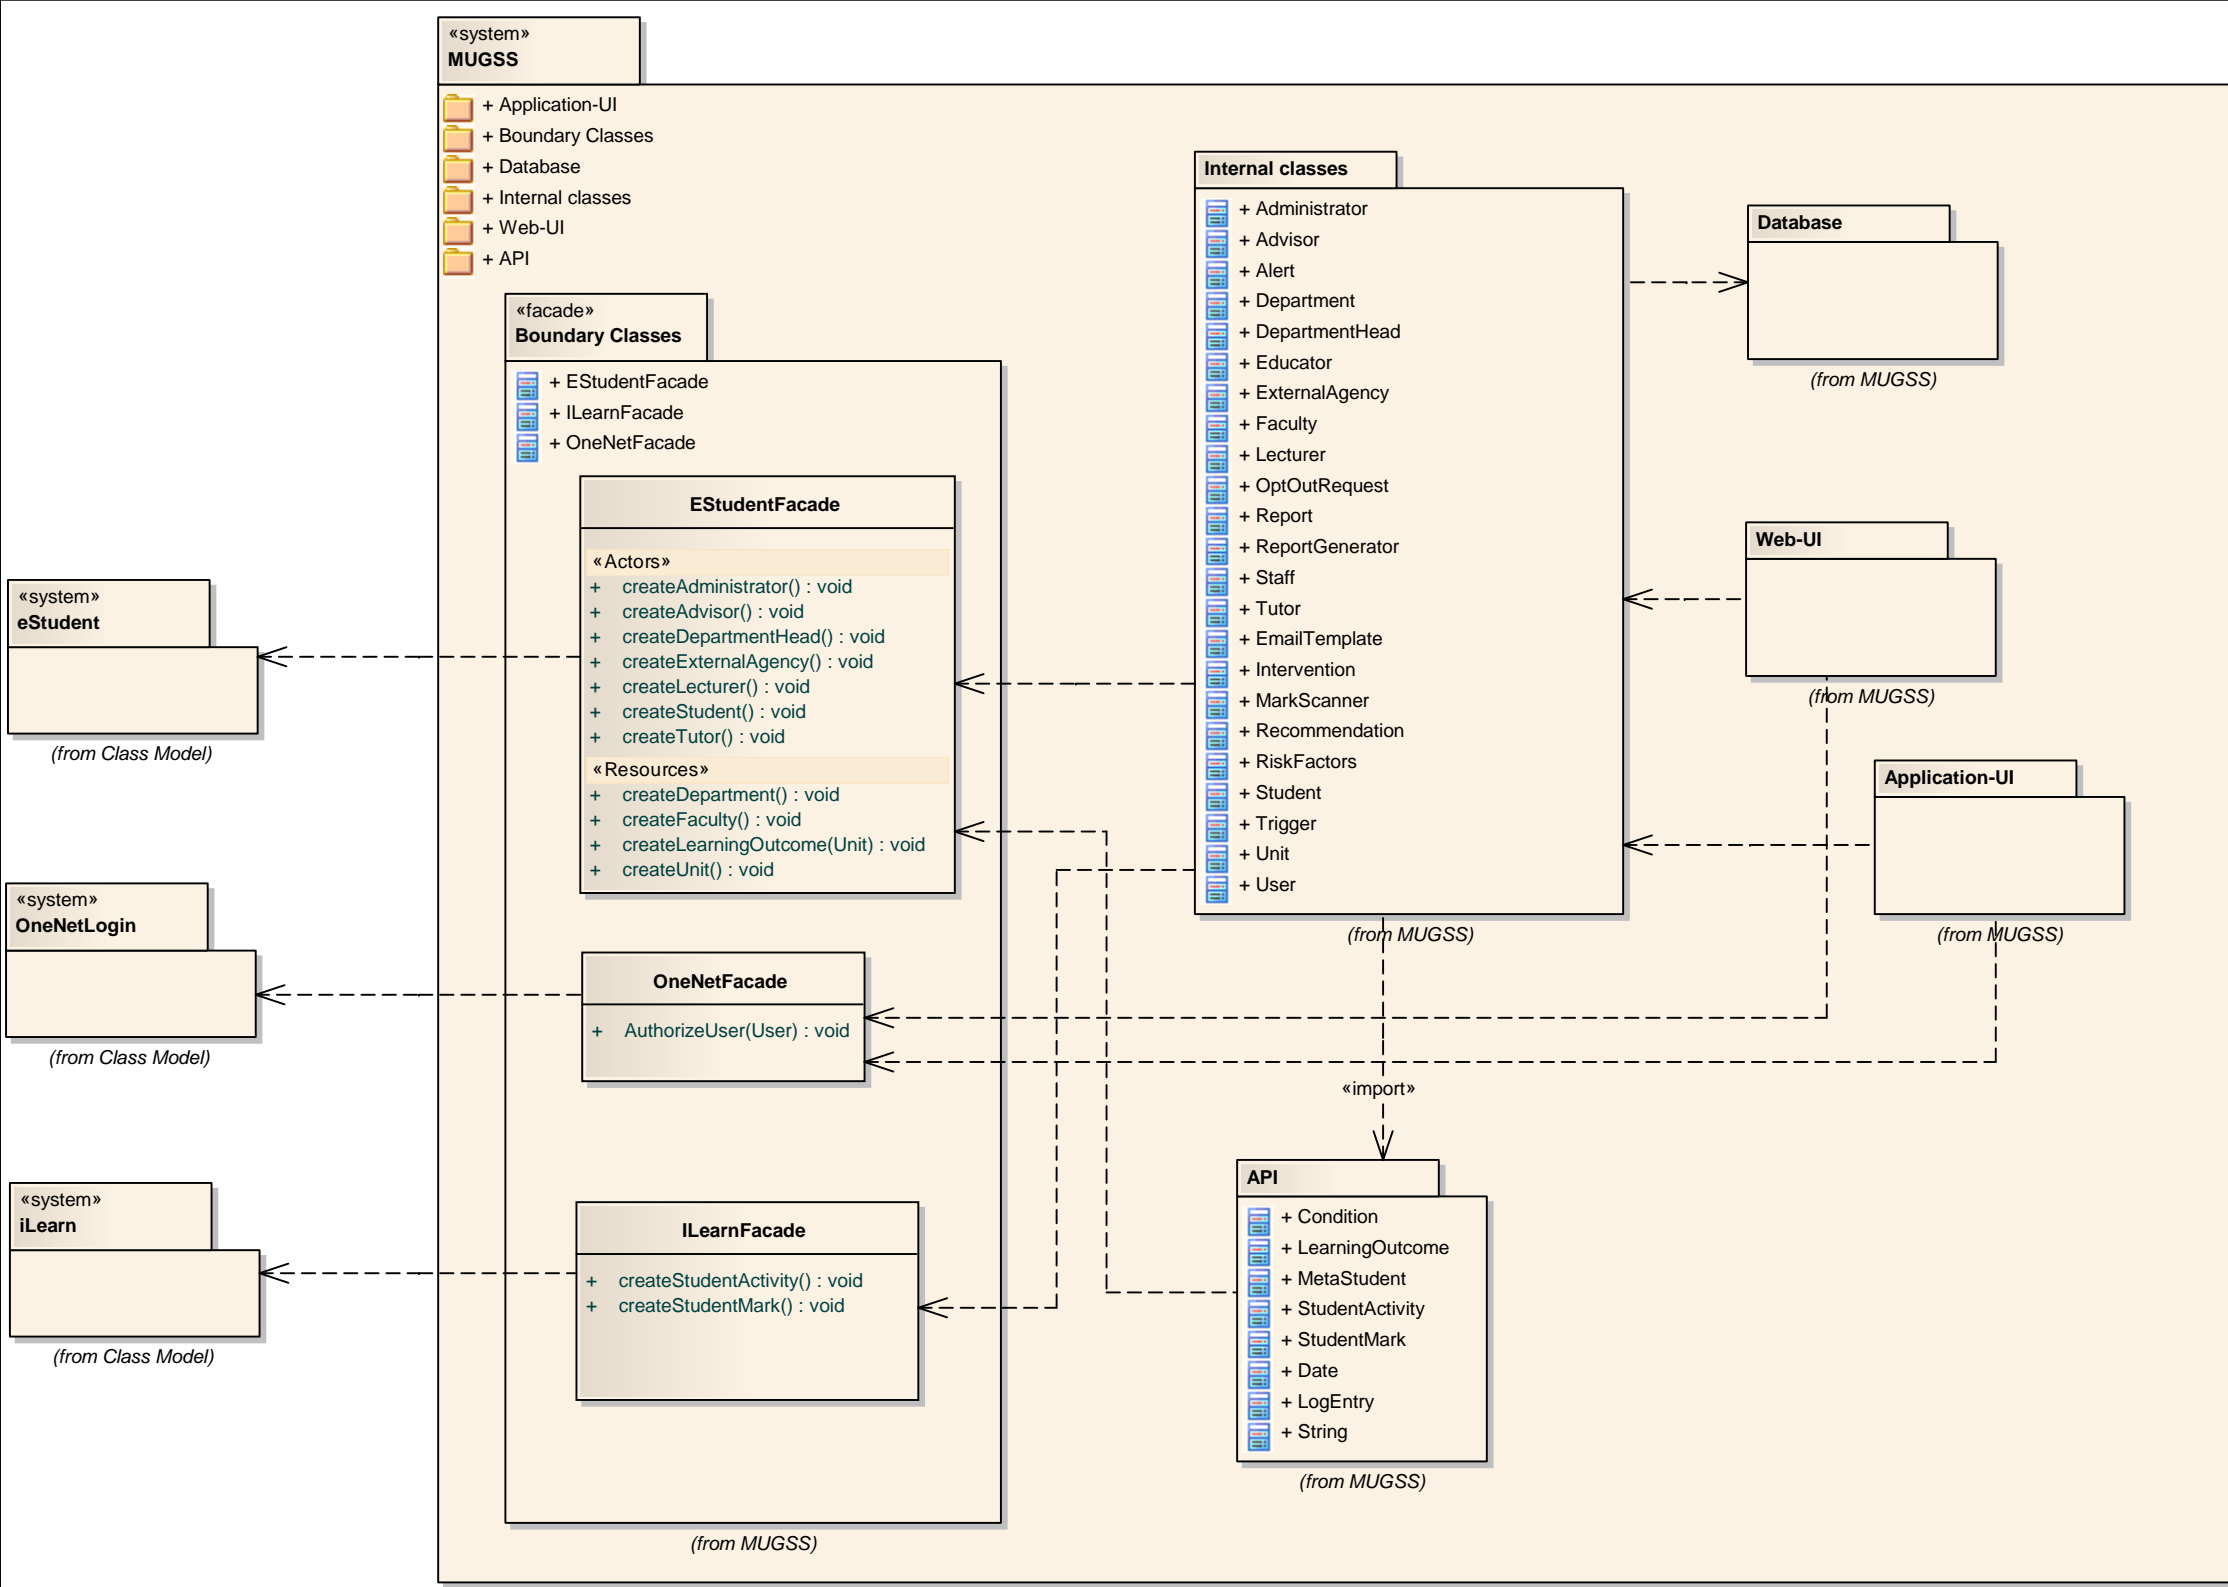 «system»
MUGSS
+ Application-UI
+ Boundary Classes
+ Database
+ Internal classes
+ Web-UI
+ API
«facade»
Boundary Classes
+ EStudentFacade
+ ILearnFacade
+ OneNetFacade
EStudentFacade
«Actors»
+ createAdministrator() : void
+ createAdvisor() : void
+ createDepartmentHead() : void
+ createExternalAgency() : void
+ createLecturer() : void
+ createStudent() : void
+ createTutor() : void
«Resources»
+ createDepartment() : void
+ createFaculty() : void
+ createLearningOutcome(Unit) : void
+ createUnit() : void
OneNetFacade
+ AuthorizeUser(User) : void
ILearnFacade
+ createStudentActivity() : void
+ createStudentMark() : void
(from MUGSS)
«system»
eStudent
(from Class Model)
«system»
OneNetLogin
(from Class Model)
«system»
iLearn
(from Class Model)
Internal classes
+ Administrator
+ Advisor
+ Alert
+ Department
+ DepartmentHead
+ Educator
+ ExternalAgency
+ Faculty
+ Lecturer
+ OptOutRequest
+ Report
+ ReportGenerator
+ Staff
+ Tutor
+ EmailTemplate
+ Intervention
+ MarkScanner
+ Recommendation
+ RiskFactors
+ Student
+ Trigger
+ Unit
+ User
(from MUGSS)
Database
(from MUGSS)
Web-UI
(from MUGSS)
Application-UI
(from MUGSS)
«import»
API
+ Condition
+ LearningOutcome
+ MetaStudent
+ StudentActivity
+ StudentMark
+ Date
+ LogEntry
+ String
(from MUGSS)